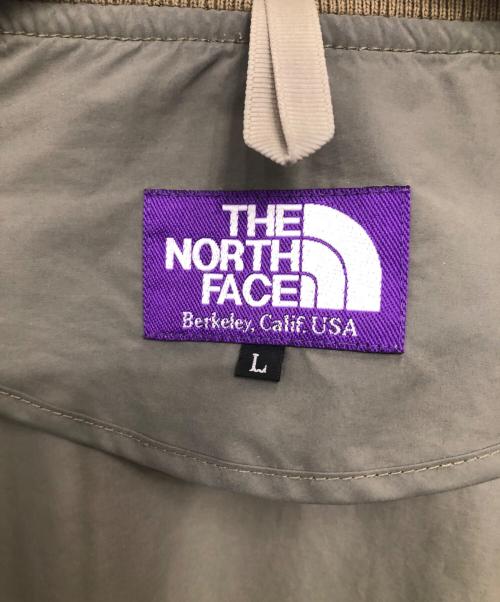 THE
NORTH
FACE
Berkeley, Calif. USA
L